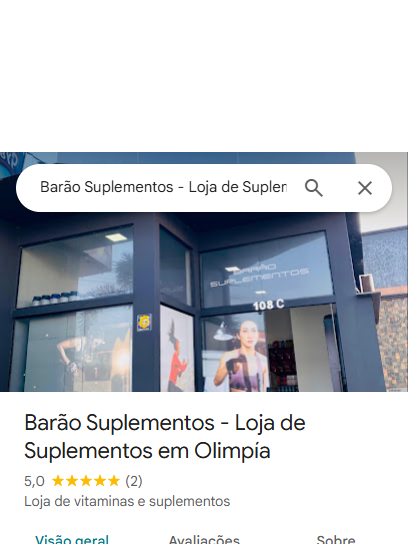 Barão Suplementos - Loja de Suplem
BARÃO
SUPLEMENTOS
108 C
Barão Suplementos - Loja de
Suplementos em Olimpía
5,0 ★★★★★ (2)
Loja de vitaminas e suplementos
Visão geral Avaliações Sobre